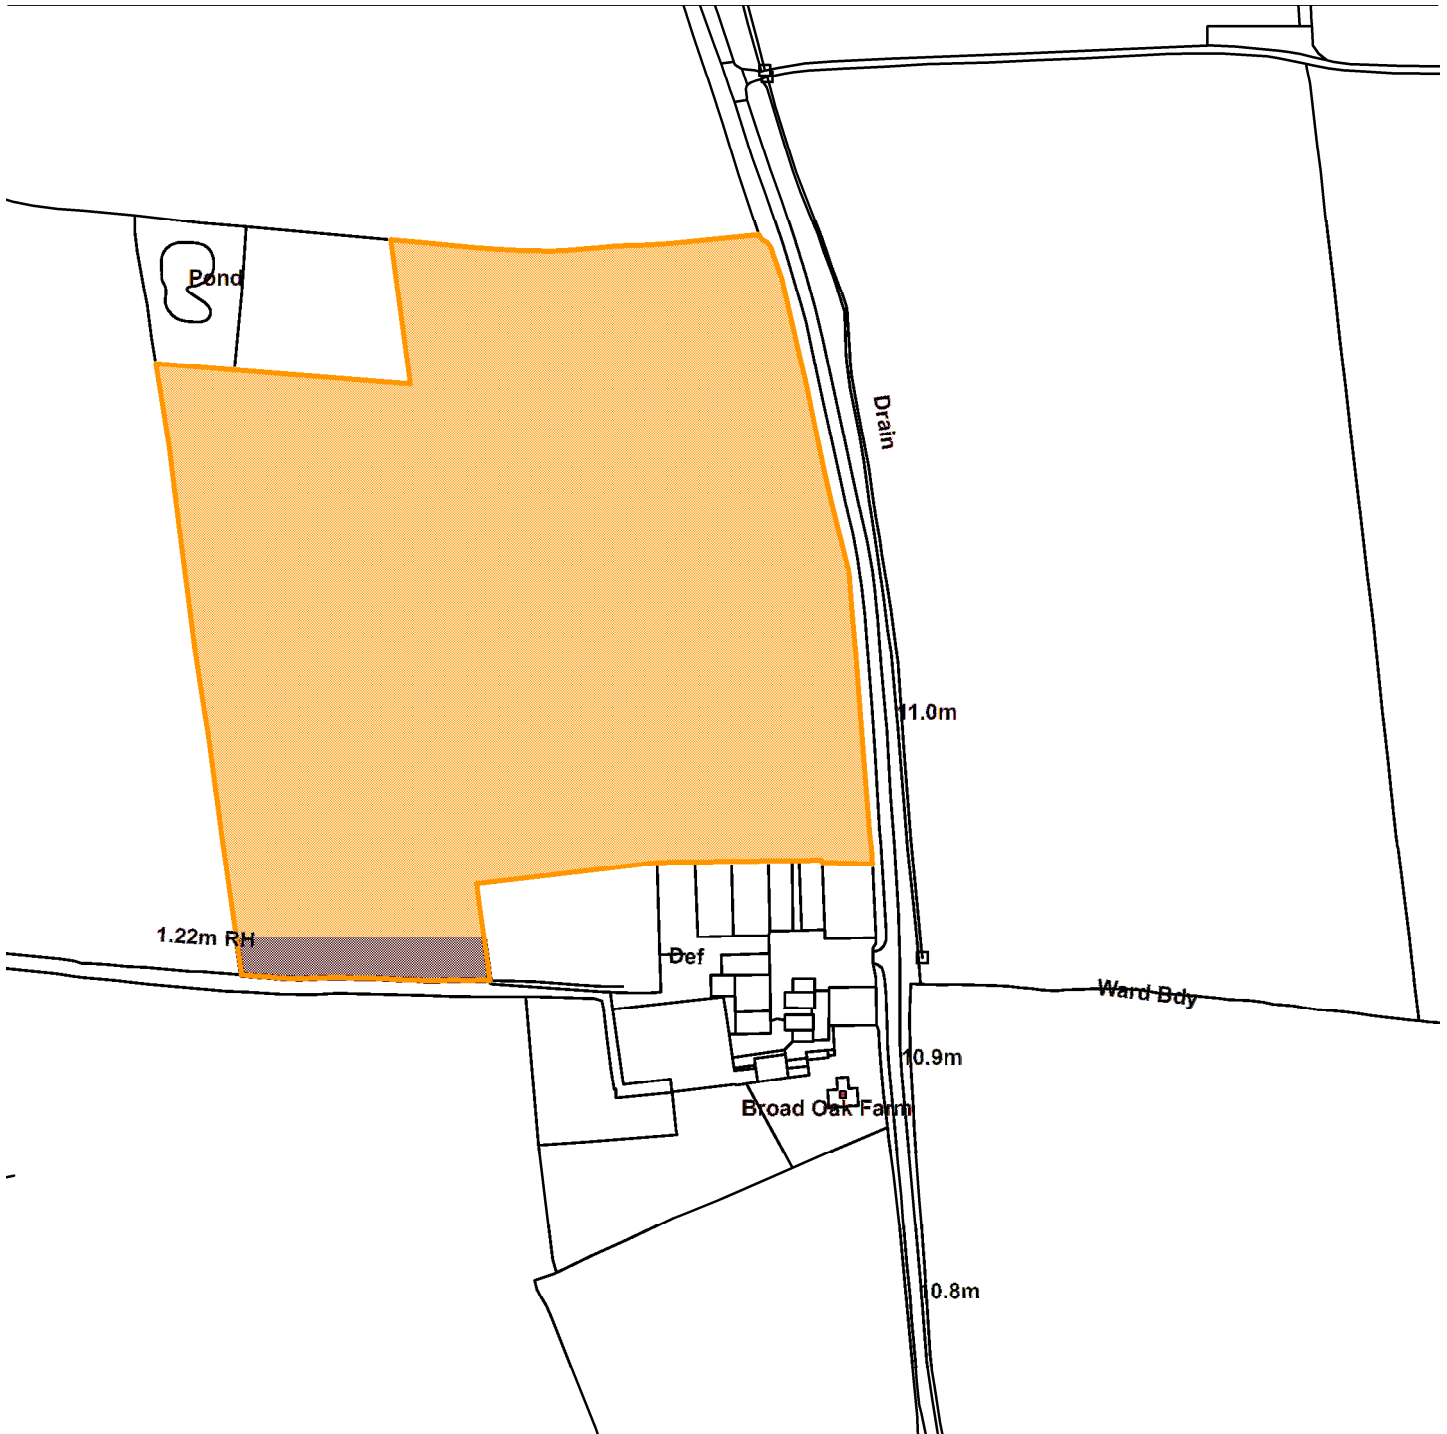 Pond
Drain
11.0m
1.22m RH
Def
Ward Bdy
10.9m
Broad Oak Farm
10.8m